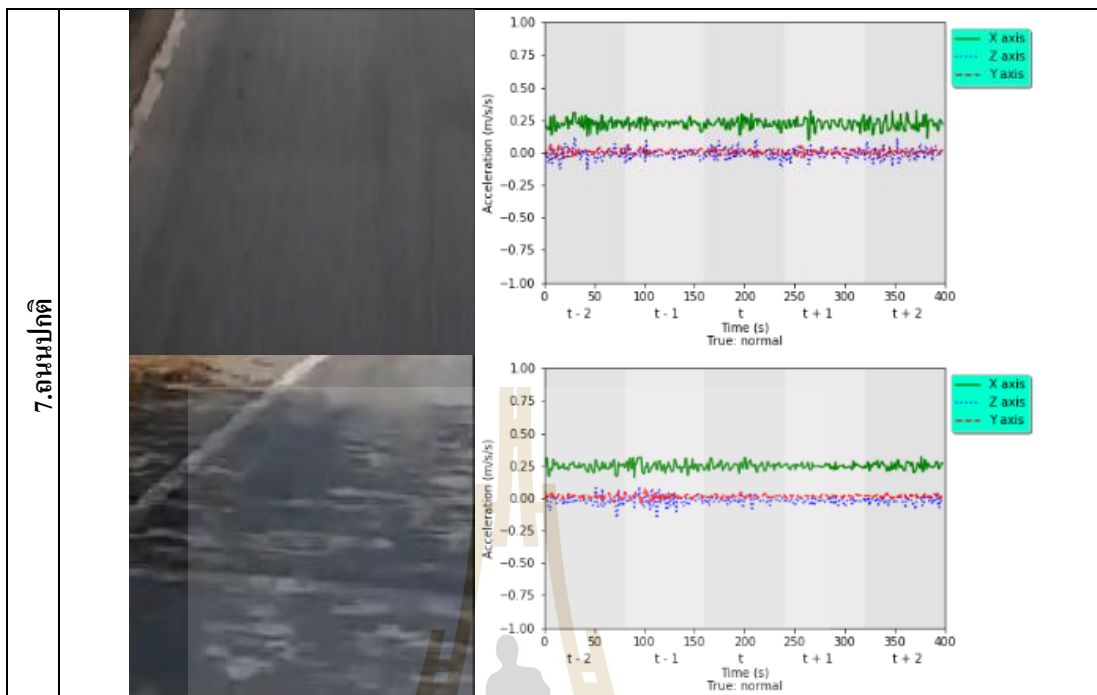 7.ถนนปกติ
1.00
0.75
0.50
0.25
0.00
−0.25
−0.50
−0.75
−1.00
Acceleration (m/s/s)
0 50 100 150 200 250 300 350 400
t - 2 t - 1 t t + 1 t + 2
Time (s)
True: normal
X axis
Z axis
Y axis
1.00
0.75
0.50
0.25
0.00
−0.25
−0.50
−0.75
−1.00
Acceleration (m/s/s)
0 50 100 150 200 250 300 350 400
t - 2 t - 1 t t + 1 t + 2
Time (s)
True: normal
X axis
Z axis
Y axis